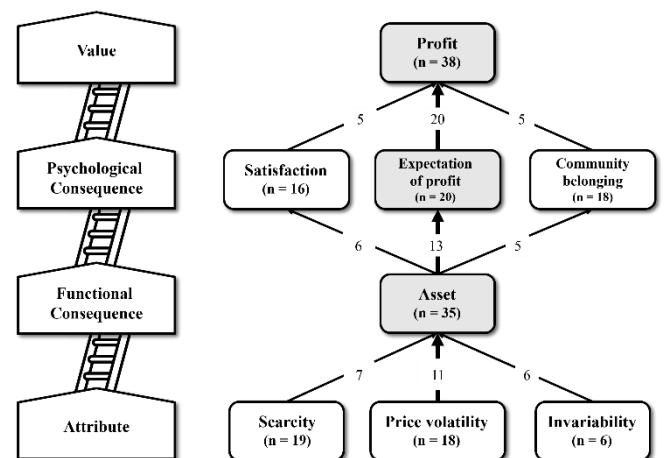 Value
Profit
(n = 38)
5
20
5
Psychological
Consequence
Satisfaction
(n = 16)
Expectation
of profit
(n = 20)
Community
belonging
(n = 18)
6
13
5
Functional
Consequence
Asset
(n = 35)
7
11
6
Attribute
Scarcity
(n = 19)
Price volatility
(n = 18)
Invariability
(n = 6)